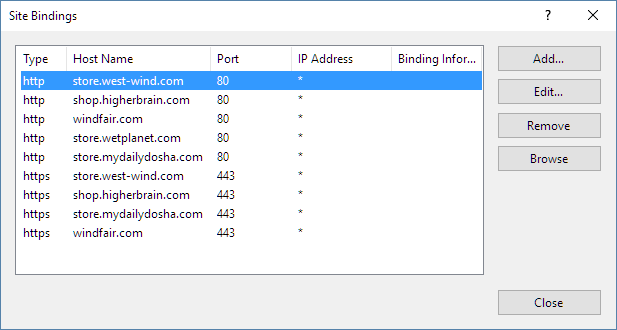 Site Bindings
Type Host Name Port IP Address Binding Infor...
http store.west-wind.com 80 *
http shop.higherbrain.com 80 *
http windfair.com 80 *
http store.wetplanet.com 80 *
http store.mydailydosha.com 80 *
https store.west-wind.com 443 *
https shop.higherbrain.com 443 *
https store.mydailydosha.com 443 *
https windfair.com 443 *
Add...
Edit...
Remove
Browse
Close